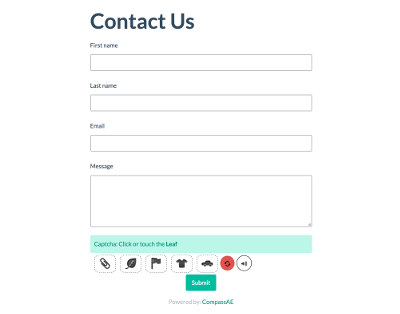 Contact Us
First name
Last name
Email
Message
Captcha: Click or touch the Leaf
Submit
Powered by: CompassAE